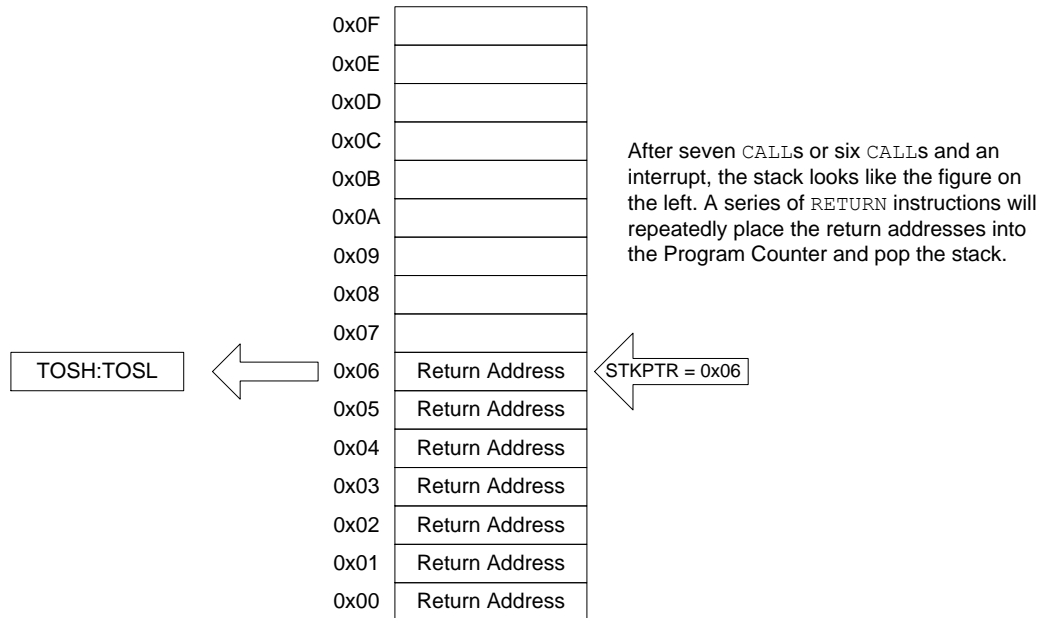 0x0F
0x0E
0x0D
0x0C
0x0B
0x0A
0x09
0x08
0x07
TOSH:TOSL
0x06 Return Address
STKPTR = 0x06
0x05 Return Address
0x04 Return Address
0x03 Return Address
0x02 Return Address
0x01 Return Address
0x00 Return Address
After seven CALLs or six CALLs and an
interrupt, the stack looks like the figure on
the left. A series of RETURN instructions will
repeatedly place the return addresses into
the Program Counter and pop the stack.